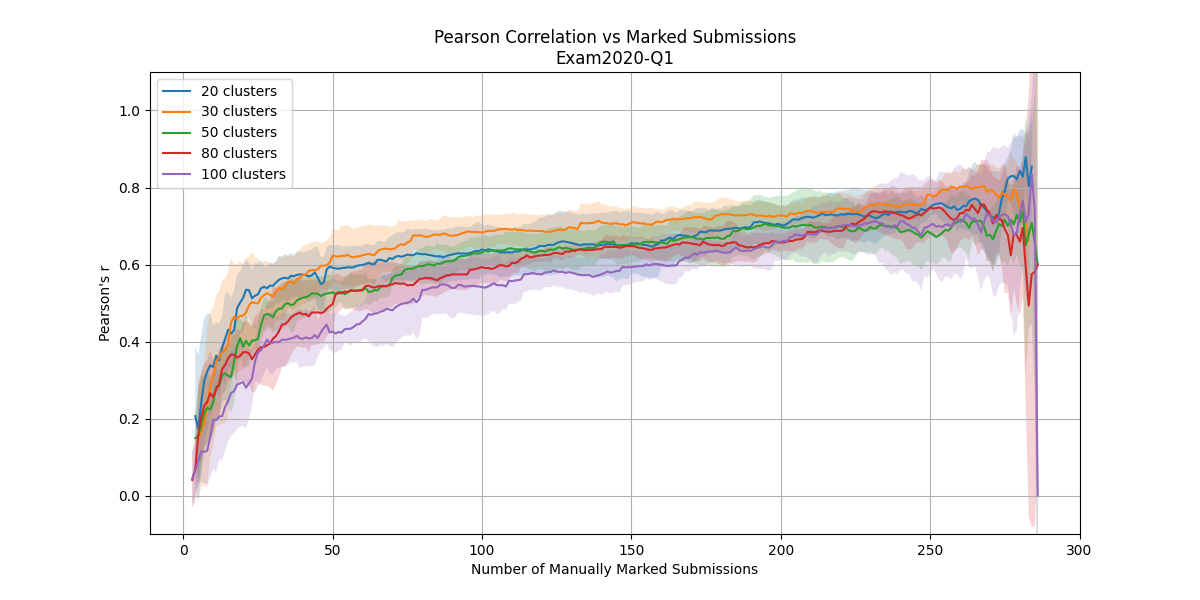 Pearson Correlation vs Marked Submissions
Exam2020-Q1
20 clusters
30 clusters
50 clusters
80 clusters
100 clusters
Pearson's r
1.0
0.8
0.6
0.4
0.2
0.0
0 50 100 150 200 250 300
Number of Manually Marked Submissions